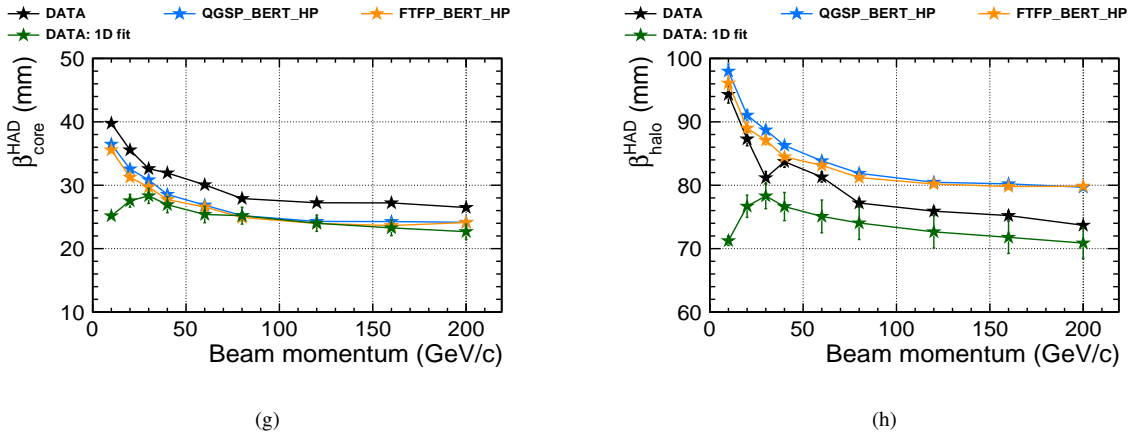 DATA QGSP_BERT_HP FTFP_BERT_HP
DATA: 1D fit
β^HAD_core (mm)
50
40
30
20
10
0 50 100 150 200
Beam momentum (GeV/c)
(g)
DATA QGSP_BERT_HP FTFP_BERT_HP
DATA: 1D fit
β^HAD_halo (mm)
100
90
80
70
60
0 50 100 150 200
Beam momentum (GeV/c)
(h)